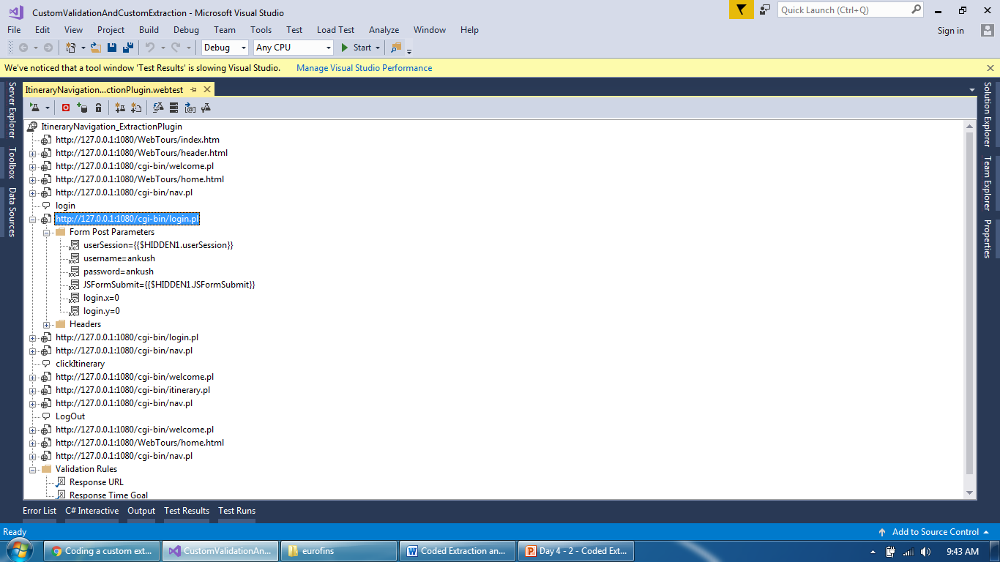 CustomValidationAndCustomExtraction - Microsoft Visual Studio
Quick Launch (Ctrl+Q)
File Edit View Project Build Debug Team Tools Test Load Test Analyze Window Help
Sign in
Debug Any CPU Start
We've noticed that a tool window 'Test Results' is slowing Visual Studio. Manage Visual Studio Performance
Server Explorer
Toolbox
Data Sources
ItineraryNavigation...ctionPlugin.webtest
ItineraryNavigation_ExtractionPlugin
http://127.0.0.1:1080/WebTours/index.htm
http://127.0.0.1:1080/WebTours/header.html
http://127.0.0.1:1080/cgi-bin/welcome.pl
http://127.0.0.1:1080/WebTours/home.html
http://127.0.0.1:1080/cgi-bin/nav.pl
login
http://127.0.0.1:1080/cgi-bin/login.pl
Form Post Parameters
userSession={{$HIDDEN1.userSession}}
username=ankush
password=ankush
JSFormSubmit={{$HIDDEN1.JSFormSubmit}}
login.x=0
login.y=0
Headers
http://127.0.0.1:1080/cgi-bin/login.pl
http://127.0.0.1:1080/cgi-bin/nav.pl
clickItinerary
http://127.0.0.1:1080/cgi-bin/welcome.pl
http://127.0.0.1:1080/cgi-bin/itinerary.pl
http://127.0.0.1:1080/cgi-bin/nav.pl
LogOut
http://127.0.0.1:1080/cgi-bin/welcome.pl
http://127.0.0.1:1080/WebTours/home.html
http://127.0.0.1:1080/cgi-bin/nav.pl
Validation Rules
Response URL
Response Time Goal
Solution Explorer
Team Explorer
Properties
Error List C# Interactive Output Test Results Test Runs
Ready
Add to Source Control
Coding a custom ext... CustomValidationAn... eurofins Coded Extraction an... Day 4 - 2 - Coded Ext...
9:43 AM